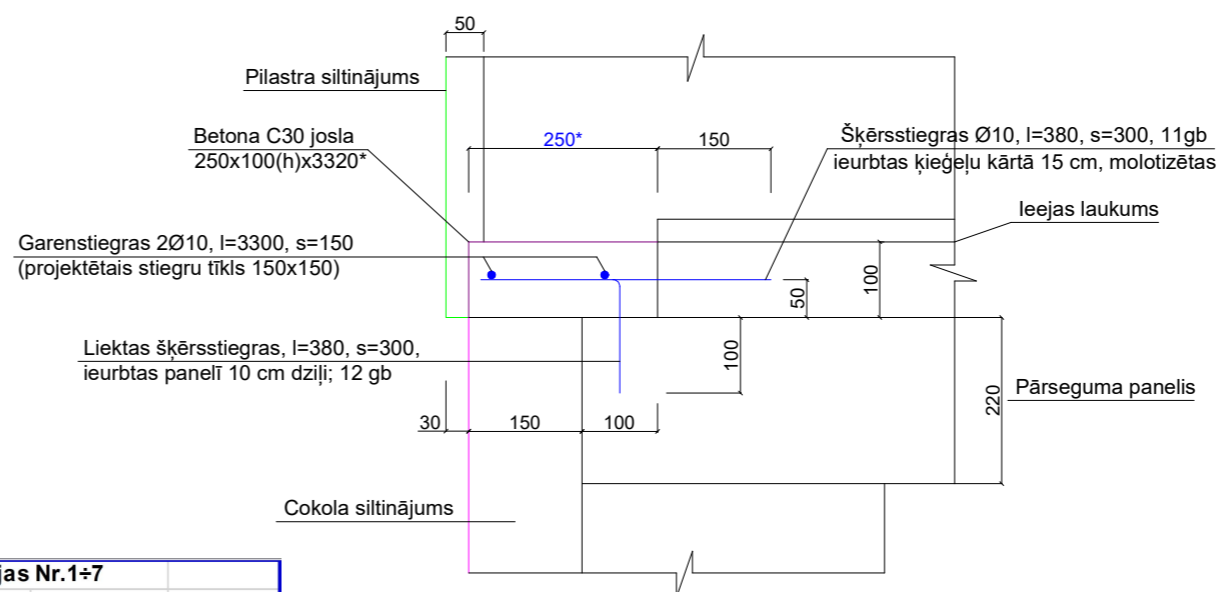 50
Pilastra siltinājums
Betona C30 josla
250x100(h)x3320*
250*
150
Šķērsstiegras Ø10, l=380, s=300, 11gb
ieurbtas ķieģeļu kārtā 15 cm, molotizētas
Ieejas laukums
Garenstiegras 2Ø10, l=3300, s=150
(projektētais stiegru tīkls 150x150)
50
100
Liektas šķērsstiegras, l=380, s=300,
ieurbtas panelī 10 cm dziļi; 12 gb
100
220
Pārseguma panelis
30
150
100
Cokola siltinājums
jas Nr.1÷7